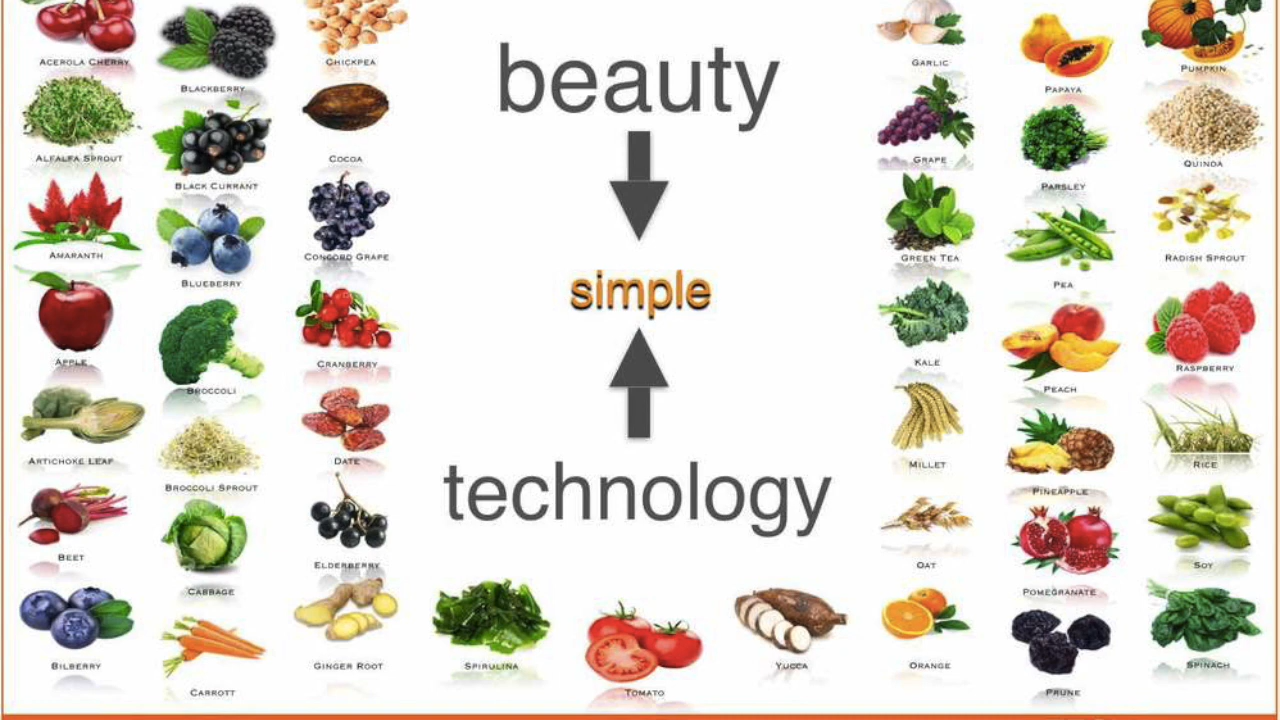 ACEROLA CHERRY
BLACKBERRY
CHICKPEA
beauty
GARLIC
PAPAYA
PUMPKIN
ALFALFA SPROUT
BLACK CURRANT
COCOA
GRAPE
PARSLEY
QUINOA
AMARANTH
BLUEBERRY
CONCORD GRAPE
simple
GREEN TEA
PEA
RADISH SPROUT
APPLE
BROCCOLI
CRANBERRY
KALE
PEACH
RASPBERRY
ARTICHOKE LEAF
BROCCOLI SPROUT
DATE
technology
MILLET
PINEAPPLE
RICE
BEET
CABBAGE
ELDERBERRY
OAT
POMEGRANATE
SOY
BILBERRY
CARROTT
GINGER ROOT
SPIRULINA
TOMATO
YUCCA
ORANGE
PRUNE
SPINACH